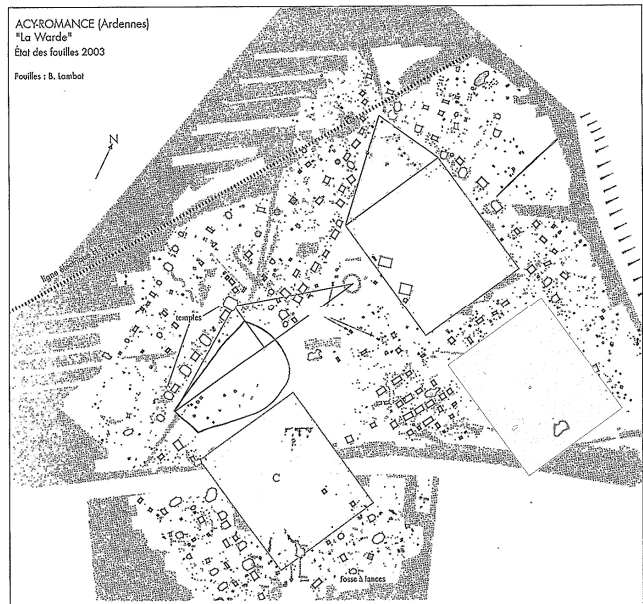 ACY-ROMANCE (Ardennes)
"La Warde"
État des fouilles 2003
Fouilles : B. Lambot
N
temples
C
fosse à lances